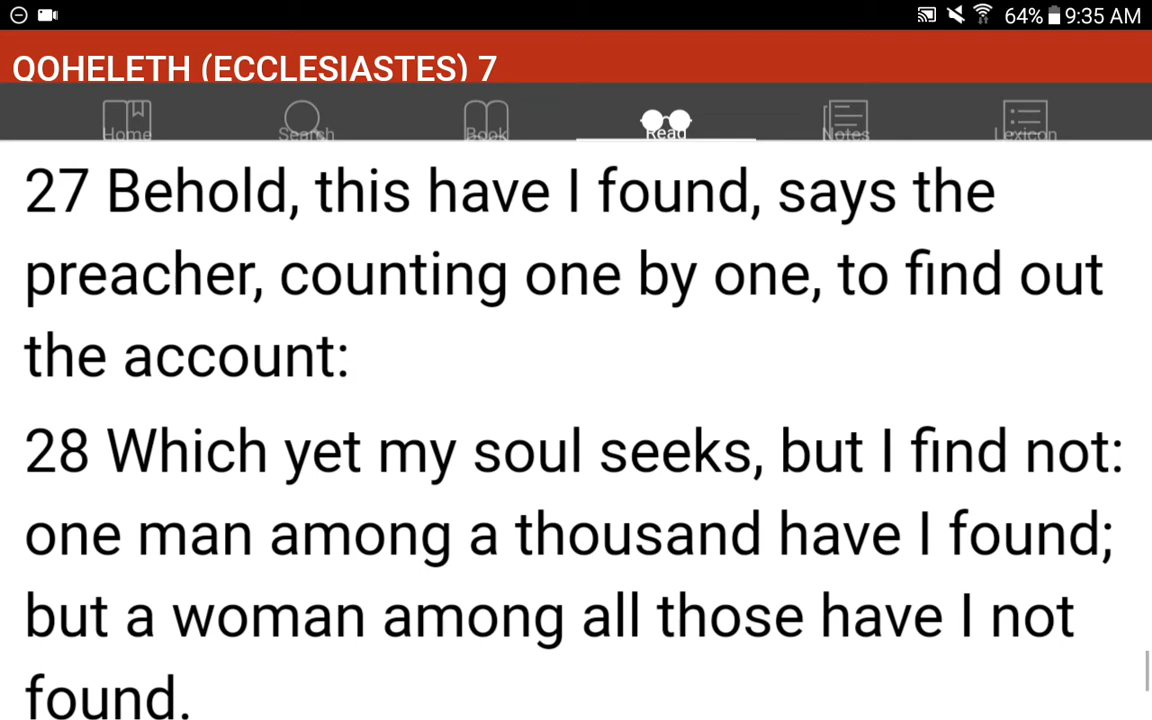 64% 9:35 AM
QOHELETH (ECCLESIASTES) 7
Home Search Book Read Notes Lexicon
27 Behold, this have I found, says the
preacher, counting one by one, to find out
the account:
28 Which yet my soul seeks, but I find not:
one man among a thousand have I found;
but a woman among all those have I not
found.